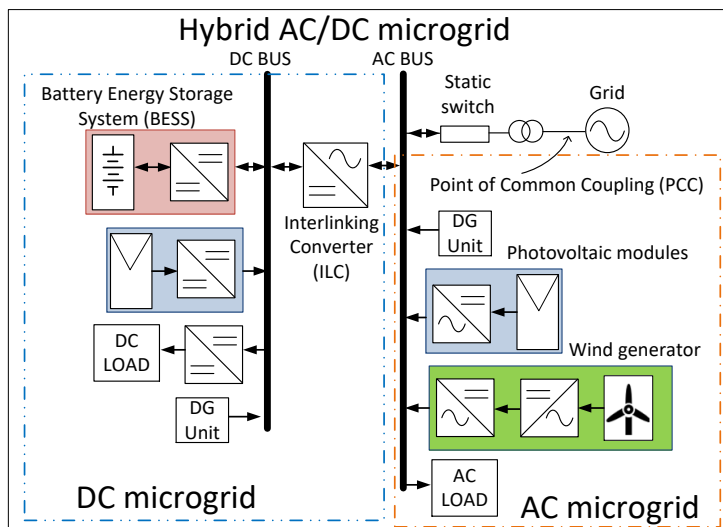 Hybrid AC/DC microgrid
DC BUS
AC BUS
Battery Energy Storage
System (BESS)
Static
switch
Grid
Point of Common Coupling (PCC)
Interlinking
Converter
(ILC)
DG
Unit
Photovoltaic modules
DC
LOAD
Wind generator
DG
Unit
AC
LOAD
DC microgrid
AC microgrid